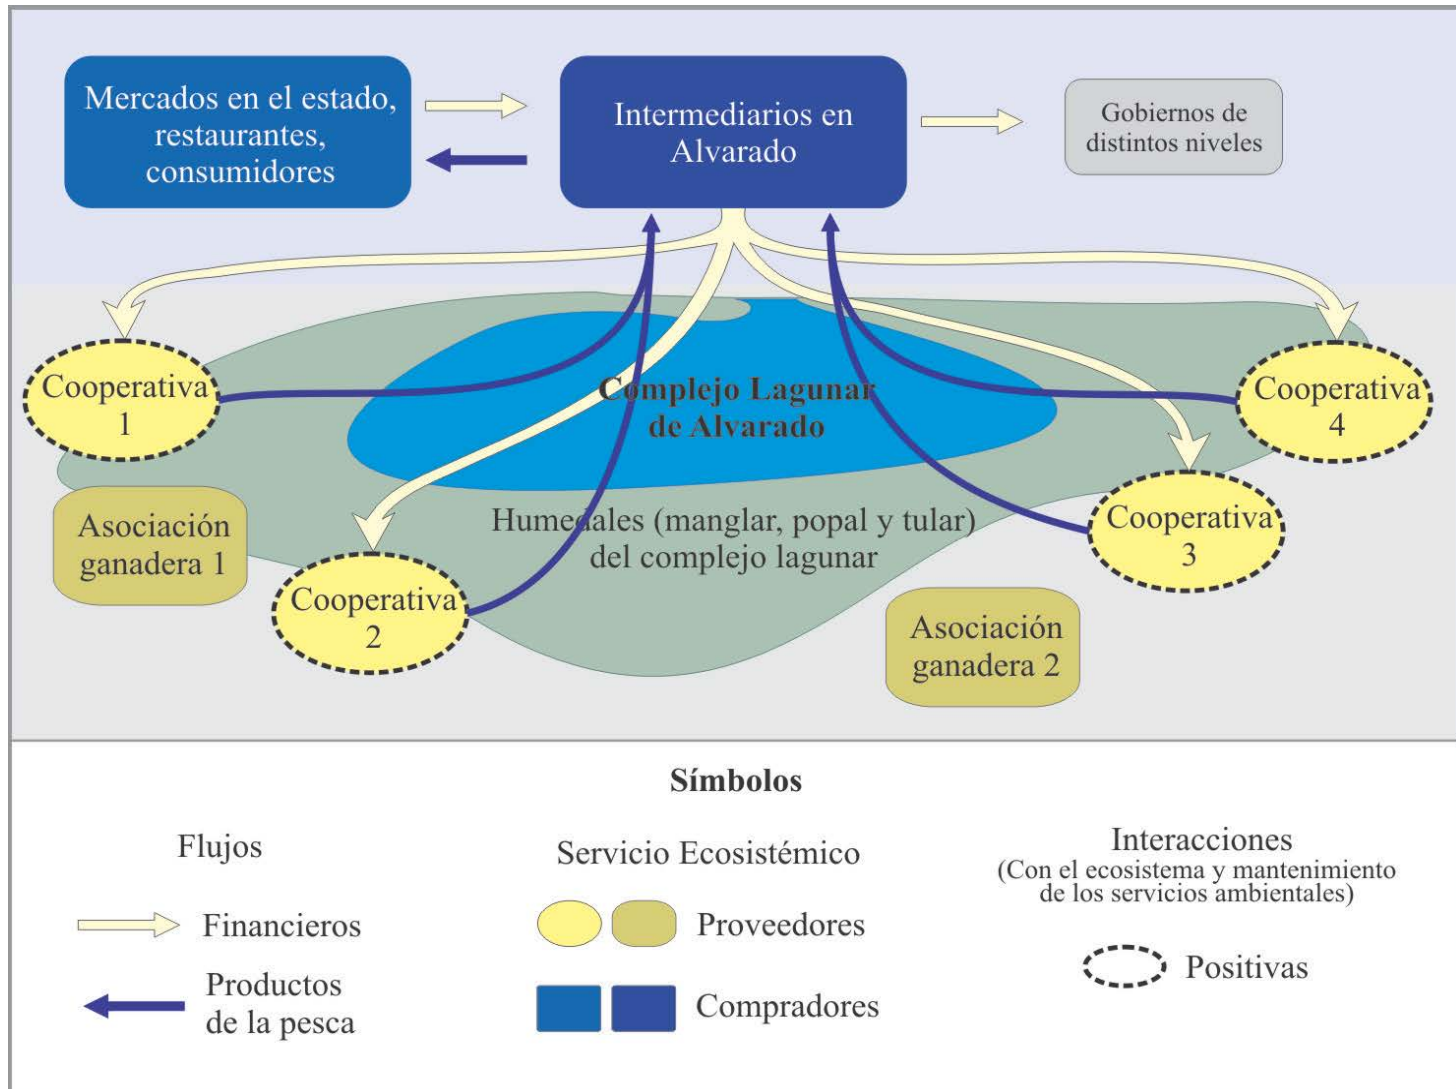 Mercados en el estado,
restaurantes,
consumidores
Intermediarios en
Alvarado
Gobiernos de
distintos niveles
Cooperativa
1
Complejo Lagunar
de Alvarado
Cooperativa
4
Asociación
ganadera 1
Humedales (manglar, popal y tular)
del complejo lagunar
Cooperativa
3
Cooperativa
2
Asociación
ganadera 2
Símbolos
Flujos
Financieros
Productos
de la pesca
Servicio Ecosistémico
Proveedores
Compradores
Interacciones
(Con el ecosistema y mantenimiento
de los servicios ambientales)
Positivas